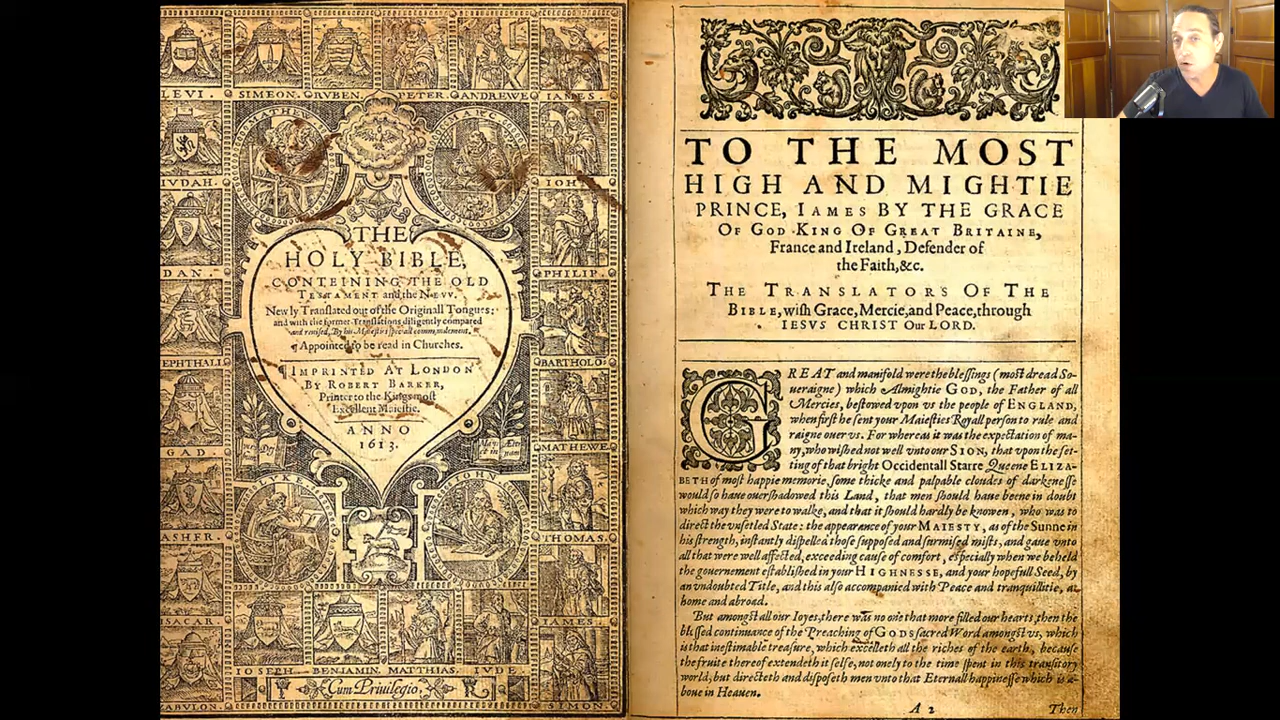 LEVI. SIMEON. RVBEN. PETER. ANDREWE IAMES.
MATTHE MARC
IVDAH. IOHN
THE
HOLY BIBLE,
CONTEINING THE OLD
TESTAMENT and the NEVV.
DAN. PHILIP.
Newly Translated out of the Originall Tongues:
and with the former Translations diligently compared
and revised, By his Maiesties speciall commandement.
¶ Appointed to be read in Churches.
EPHTHALI BARTHOLO:
¶ IMPRINTED AT LONDON
BY ROBERT BARKER,
Printer to the Kings most
Excellent Maiestie.
ANNO
1613.
GAD. MATHEWE
LVKE IOHN
ASHER. THOMAS.
SACAR IAMES
IOSEPH. BENJAMIN. MATTHIAS. IVD
Cum Privilegio. R
ABVLON. SIMON.
TO THE MOST
HIGH AND MIGHTIE
PRINCE, IAMES BY THE GRACE
OF GOD KING OF GREAT BRITAINE,
France and Ireland, Defender of
the Faith, &c.
THE TRANSLATORS OF THE
BIBLE, wish Grace, Mercie, and Peace, through
IESVS CHRIST Our LORD.
GREAT and manifold were the blessings (most dread So-
ueraigne) which Almightie GOD, the Father of all
Mercies, bestowed vpon vs the people of ENGLAND,
when first he sent your Maiesties Royall person to rule and
raigne ouer vs. For whereas it was the expectation of ma-
ny, who wished not well vnto our SION, that vpon the set-
ting of that bright Occidentall Starre Queene ELIZA-
BETH of most happie memorie, some thicke and palpable cloudes of darkenesse
would so haue ouershadowed this Land, that men should haue beene in doubt
which way they were to walke, and that it should hardly be knowen, who was to
direct the vnsetled State: the appearance of your MAIESTY, as of the Sunne in
his strength, instantly dispelled those supposed and surmised mists, and gaue vnto
all that were well affected, exceeding cause of comfort, especially when we beheld
the gouernement established in your HIGHNESSE, and your hopefull Seed, by
an vndoubted Title, and this also accompanied with Peace and tranquillitie, at
home and abroad.
But amongst all our Ioyes, there was no one that more filled our hearts, then the
blessed continuance of the Preaching of GODS sacred Word amongst vs, which
is that inestimable treasure, which excelleth all the riches of the earth, because
the fruite thereof extendeth it selfe, not onely to the time spent in this transitory
world, but directeth and disposeth men vnto that Eternall happinesse which is a-
boue in Heauen.
A 2 Then